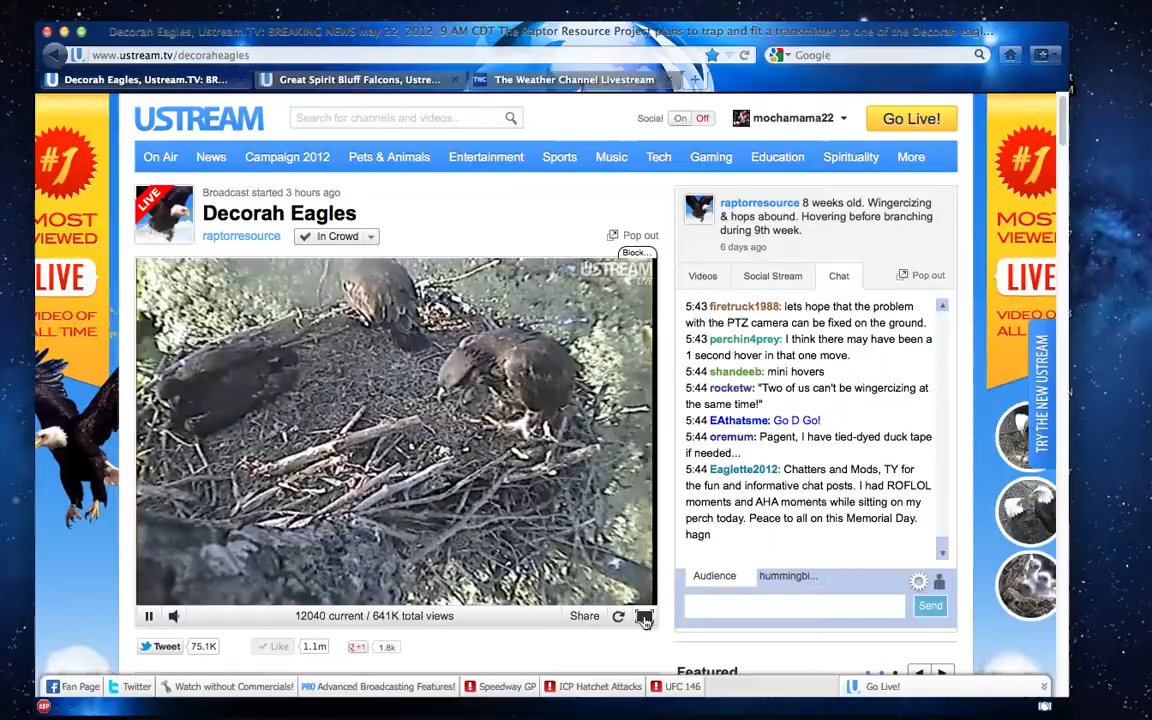 Decorah Eagles, Ustream.TV: BREAKING NEWS May 22, 2012 9 AM CDT The Raptor Resource Project plans to trap and fit a transmitter to one of the Decorah eagl...
www.ustream.tv/decoraheagles
Google
Decorah Eagles, Ustream.TV: BR...
Great Spirit Bluff Falcons, Ustre...
TWC
The Weather Channel Livestream
USTREAM
Search for channels and videos...
Social On Off
mochamama22
Go Live!
On Air News Campaign 2012 Pets & Animals Entertainment Sports Music Tech Gaming Education Spirituality More
#1
MOST
VIEWED
LIVE
VIDEO OF
ALL TIME
LIVE
Broadcast started 3 hours ago
Decorah Eagles
raptorresource
In Crowd
Pop out
Block...
USTREAM
LIVE
12040 current / 641K total views
Share
Tweet 75.1K
Like 1.1m
+1 1.8k
raptorresource 8 weeks old. Wingercizing
& hops abound. Hovering before branching
during 9th week.
6 days ago
Videos Social Stream Chat
Pop out
5:43 firetruck1988: lets hope that the problem
with the PTZ camera can be fixed on the ground.
5:43 perchin4prey: I think there may have been a
1 second hover in that one move.
5:44 shandeeb: mini hovers
5:44 rocketw: "Two of us can't be wingercizing at
the same time!"
5:44 EAthatsme: Go D Go!
5:44 oremum: Pagent, I have tied-dyed duck tape
if needed...
5:44 Eaglette2012: Chatters and Mods, TY for
the fun and informative chat posts. I had ROFLOL
moments and AHA moments while sitting on my
perch today. Peace to all on this Memorial Day.
hagn
Audience
hummingbi...
Send
Featured
#1
MOS
VIEWE
LIVE
VIDEO O
ALL
TRY THE NEW USTREAM
Fan Page
Twitter
Watch without Commercials!
PRO Advanced Broadcasting Features!
Speedway GP
ICP Hatchet Attacks
UFC 146
Go Live!
ABP